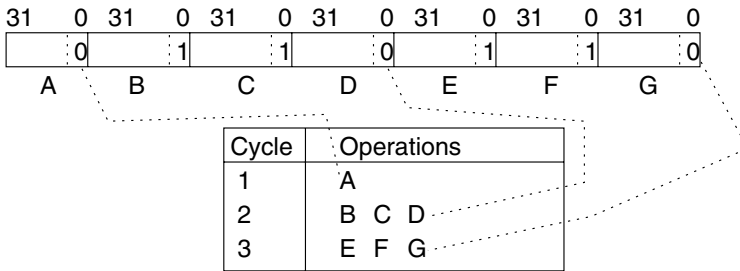 31 0 31 0 31 0 31 0 31 0 31 0 31 0
0 1 1 0 1 1 0
A B C D E F G
Cycle Operations
1 A
2 B C D
3 E F G